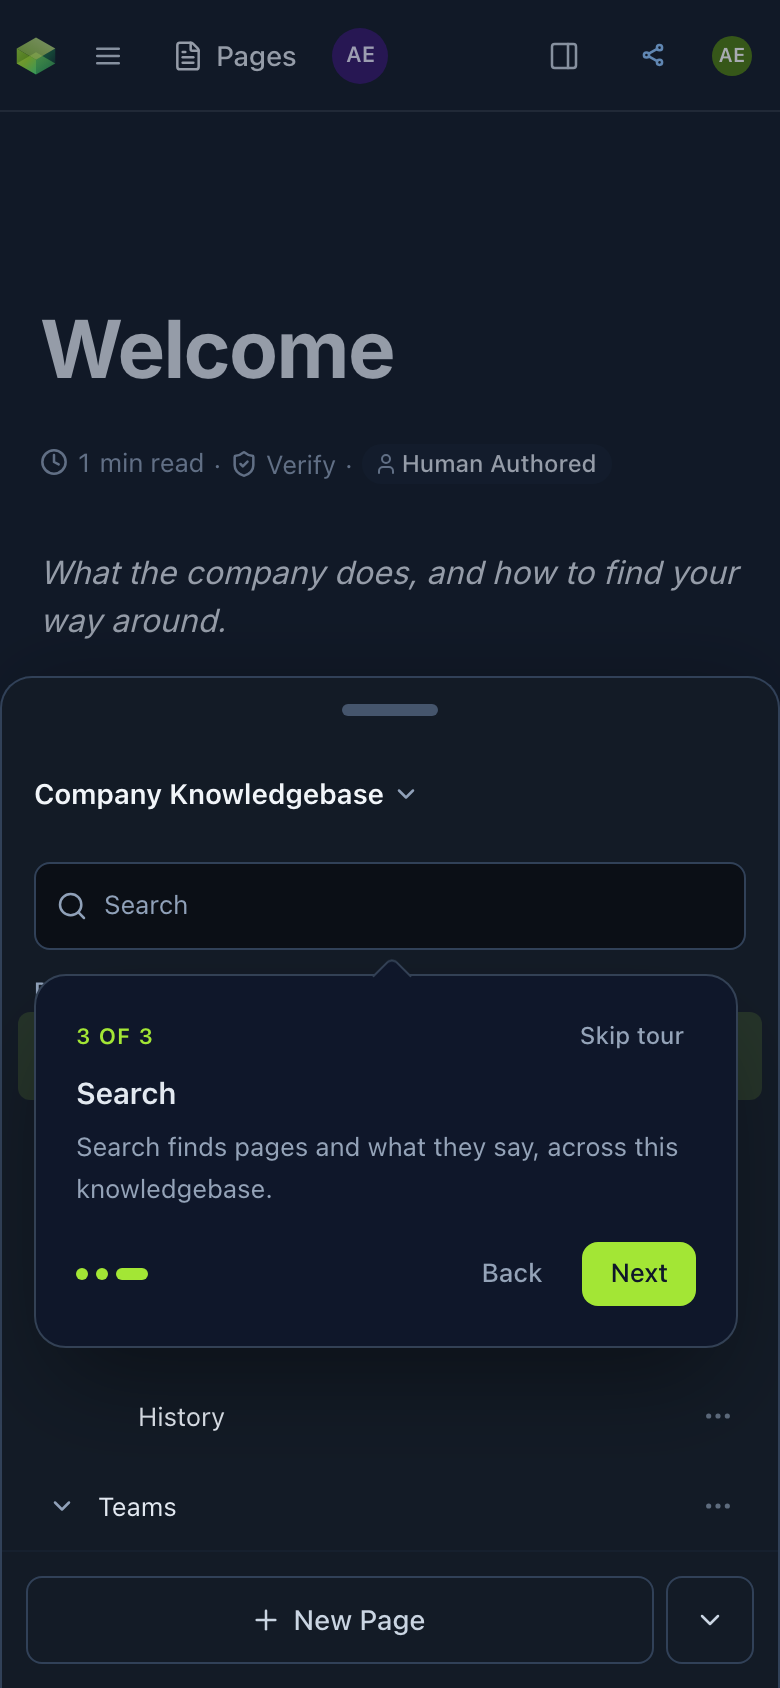 Pages
AE
AE
Welcome
1 min read · Verify · Human Authored
What the company does, and how to find your
way around.
Company Knowledgebase
Search
3 OF 3
Skip tour
Search
Search finds pages and what they say, across this
knowledgebase.
Back
Next
History
Teams
New Page